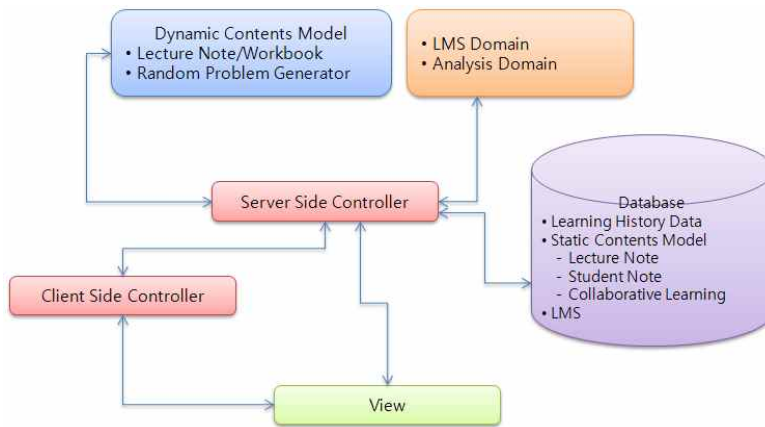 Dynamic Contents Model
• Lecture Note/Workbook
• Random Problem Generator
• LMS Domain
• Analysis Domain
Server Side Controller
Database
• Learning History Data
• Static Contents Model
- Lecture Note
- Student Note
- Collaborative Learning
• LMS
Client Side Controller
View